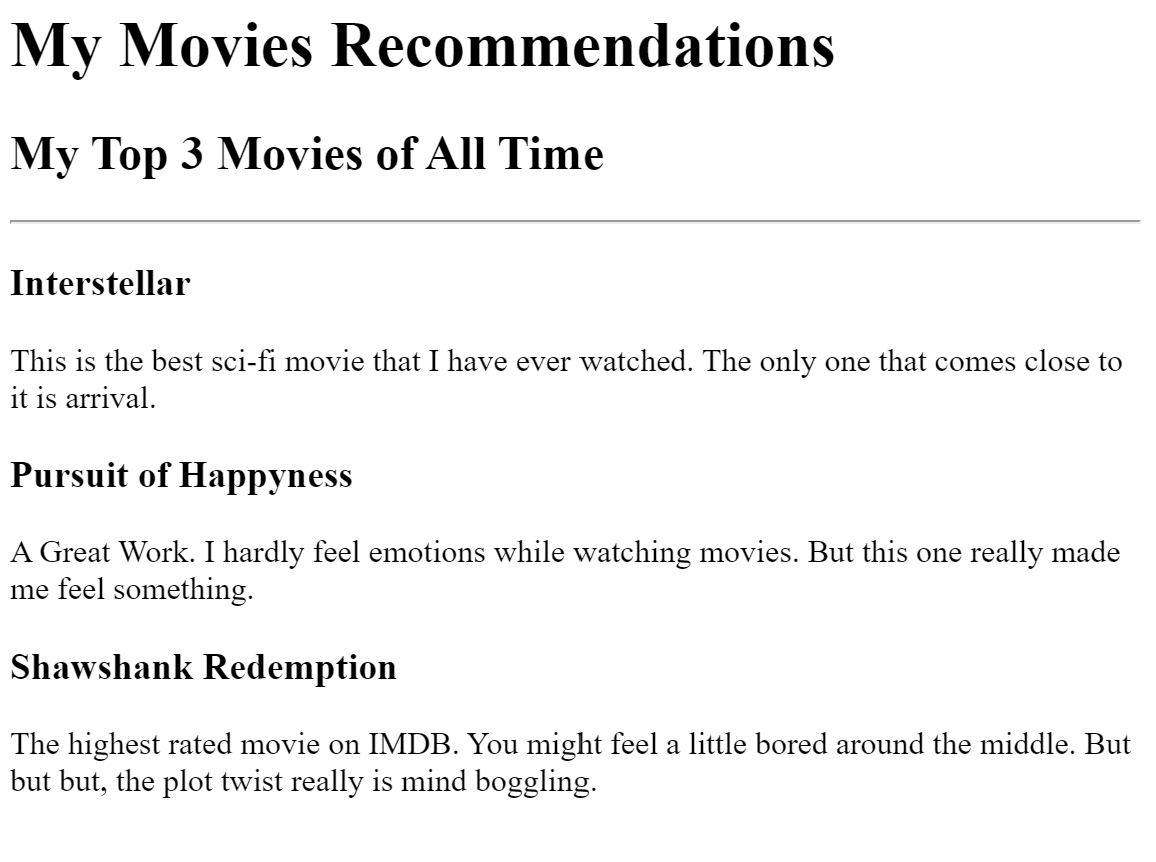 My Movies Recommendations
My Top 3 Movies of All Time
Interstellar
This is the best sci-fi movie that I have ever watched. The only one that comes close to
it is arrival.
Pursuit of Happyness
A Great Work. I hardly feel emotions while watching movies. But this one really made
me feel something.
Shawshank Redemption
The highest rated movie on IMDB. You might feel a little bored around the middle. But
but but, the plot twist really is mind boggling.